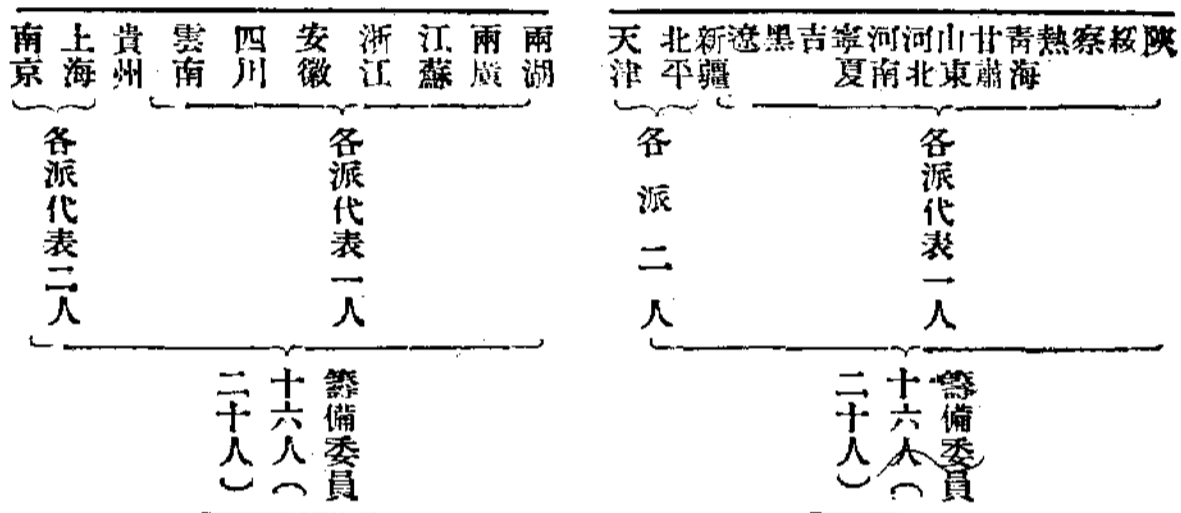 陝
綏
察
熱
青海
甘肅
山東
河北
河南
寧夏
吉
黑
遼
新疆
北平
天津
各派代表一人
各派二人
籌備委員
十六人（
二十人）
兩湖
兩廣
江蘇
浙江
安徽
四川
雲南
貴州
上海
南京
各派代表一人
各派代表二人
籌備委員
十六人（
二十人）